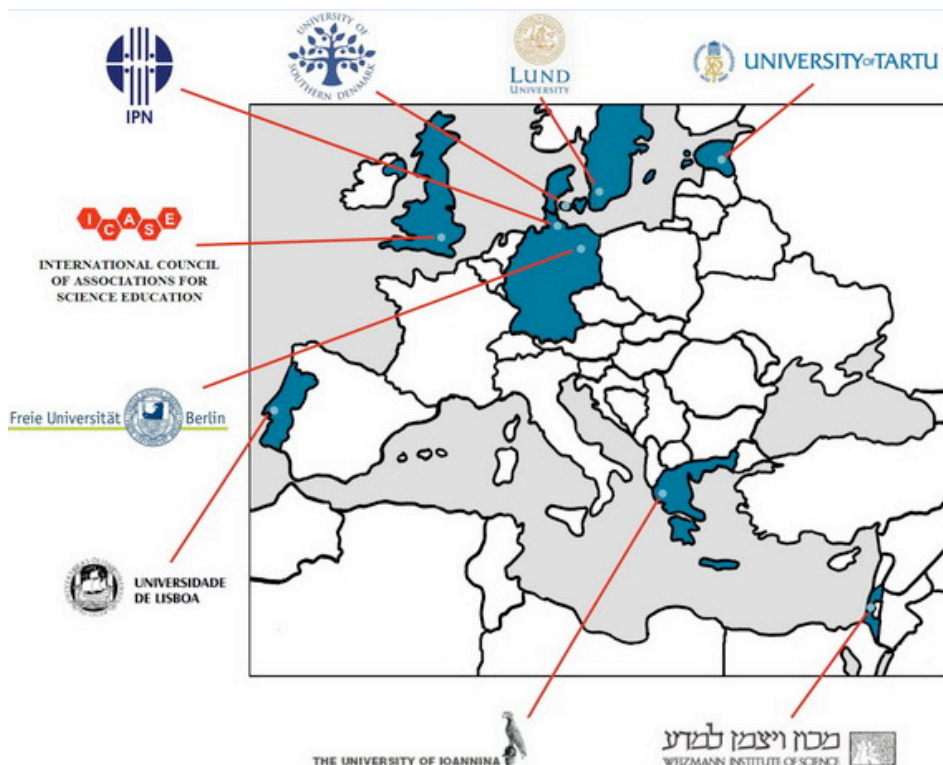 IPN
UNIVERSITY OF
SOUTHERN DENMARK
LUND
UNIVERSITY
UNIVERSITY OF TARTU
ICASE
INTERNATIONAL COUNCIL
OF ASSOCIATIONS FOR
SCIENCE EDUCATION
Freie Universität Berlin
UNIVERSIDADE
DE LISBOA
THE UNIVERSITY OF IOANNINA
מכון ויצמן למדע
WEIZMANN INSTITUTE OF SCIENCE